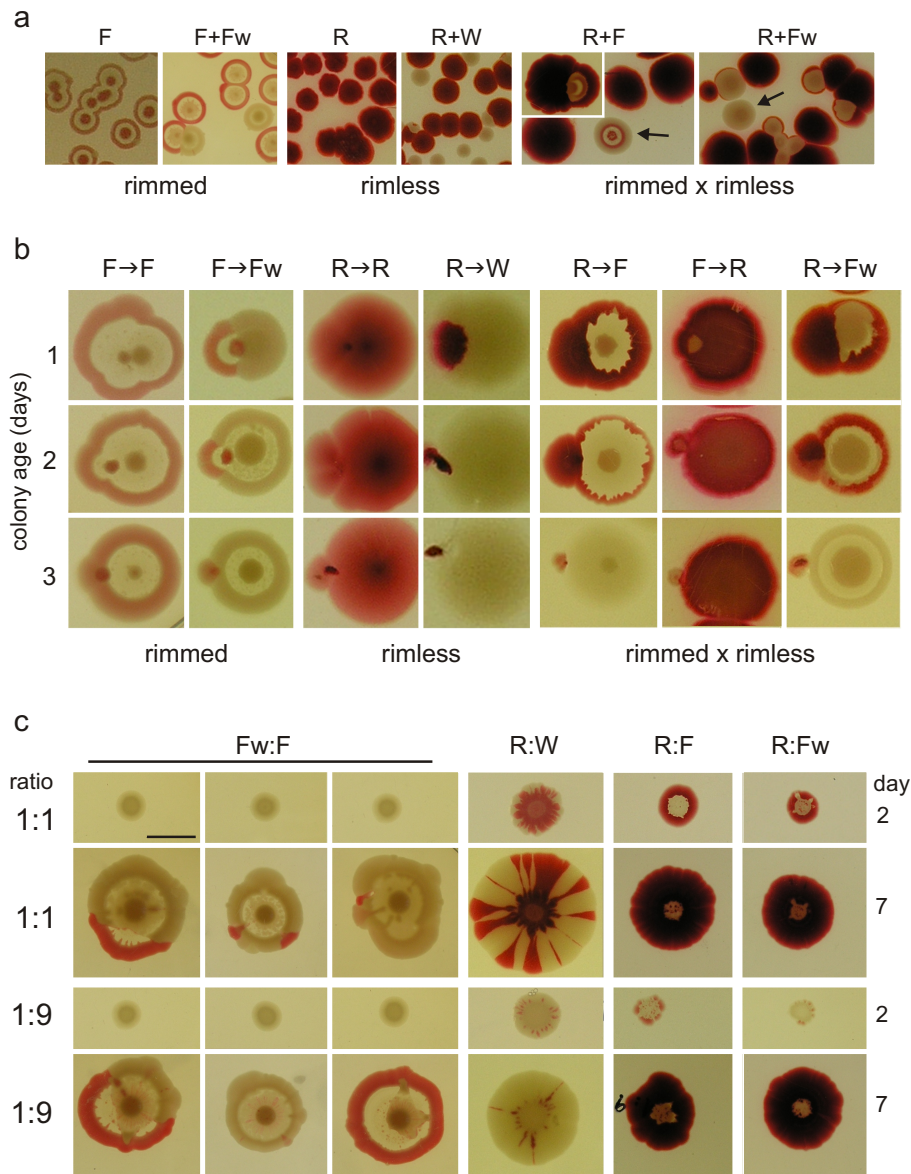 a
F F+Fw R R+W R+F R+Fw
rimmed rimless rimmed x rimless
b
F→F F→Fw R→R R→W R→F F→R R→Fw
colony age (days)
1
2
3
rimmed rimless rimmed x rimless
c
Fw:F R:W R:F R:Fw
ratio day
1:1 2
1:1 7
1:9 2
1:9 7
6